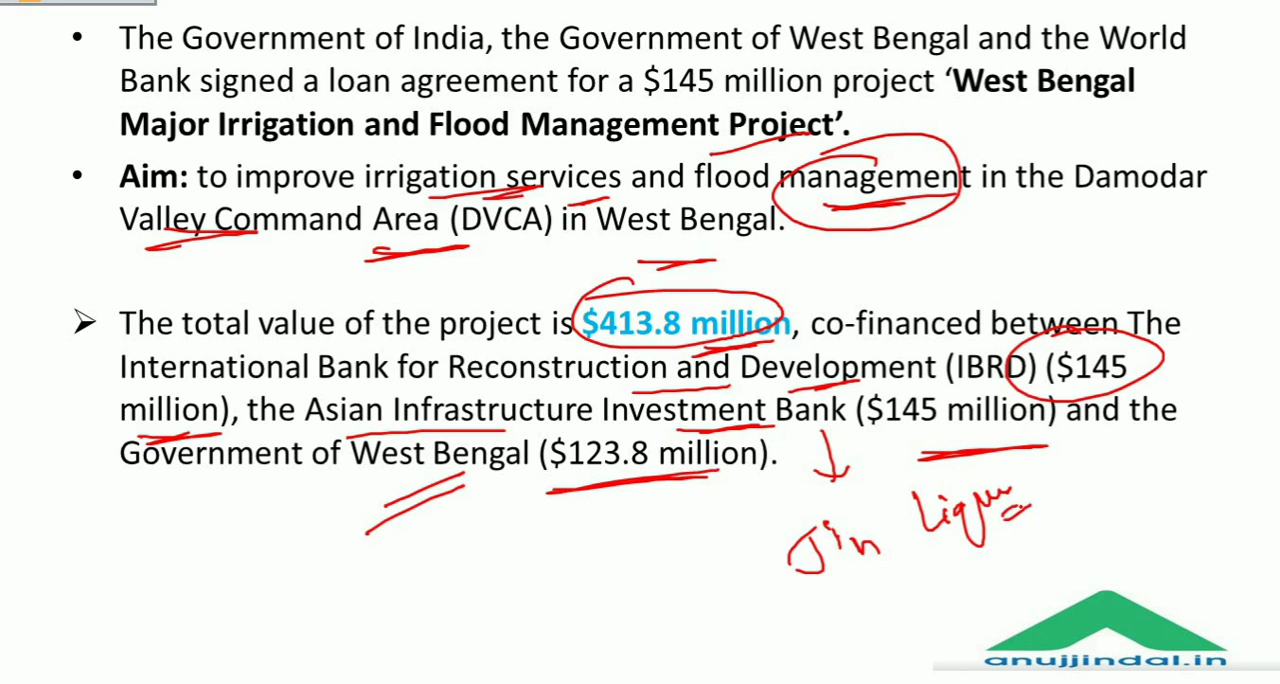 • The Government of India, the Government of West Bengal and the World
Bank signed a loan agreement for a $145 million project ‘West Bengal
Major Irrigation and Flood Management Project’.
• Aim: to improve irrigation services and flood management in the Damodar
Valley Command Area (DVCA) in West Bengal.
➢ The total value of the project is $413.8 million, co-financed between The
International Bank for Reconstruction and Development (IBRD) ($145
million), the Asian Infrastructure Investment Bank ($145 million) and the
Government of West Bengal ($123.8 million).
Jin
anujjindal.in